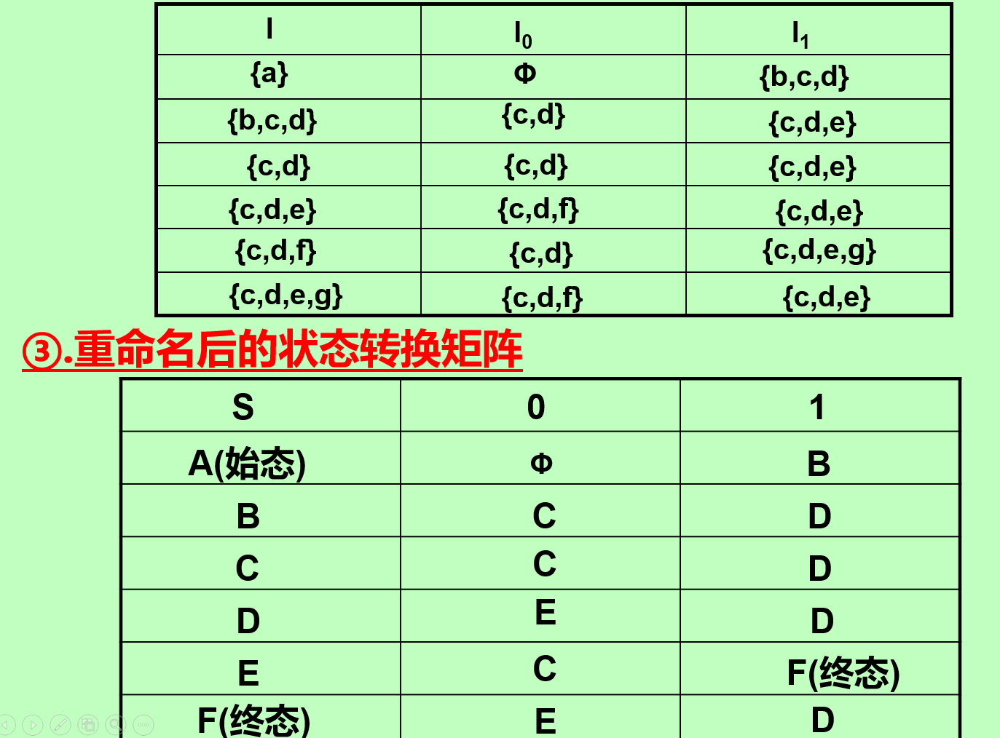 I I₀ I₁
{a} Φ {b,c,d}
{b,c,d} {c,d} {c,d,e}
{c,d} {c,d} {c,d,e}
{c,d,e} {c,d,f} {c,d,e}
{c,d,f} {c,d} {c,d,e,g}
{c,d,e,g} {c,d,f} {c,d,e}
③.重命名后的状态转换矩阵
S 0 1
A(始态) Φ B
B C D
C C D
D E D
E C F(终态)
F(终态) E D